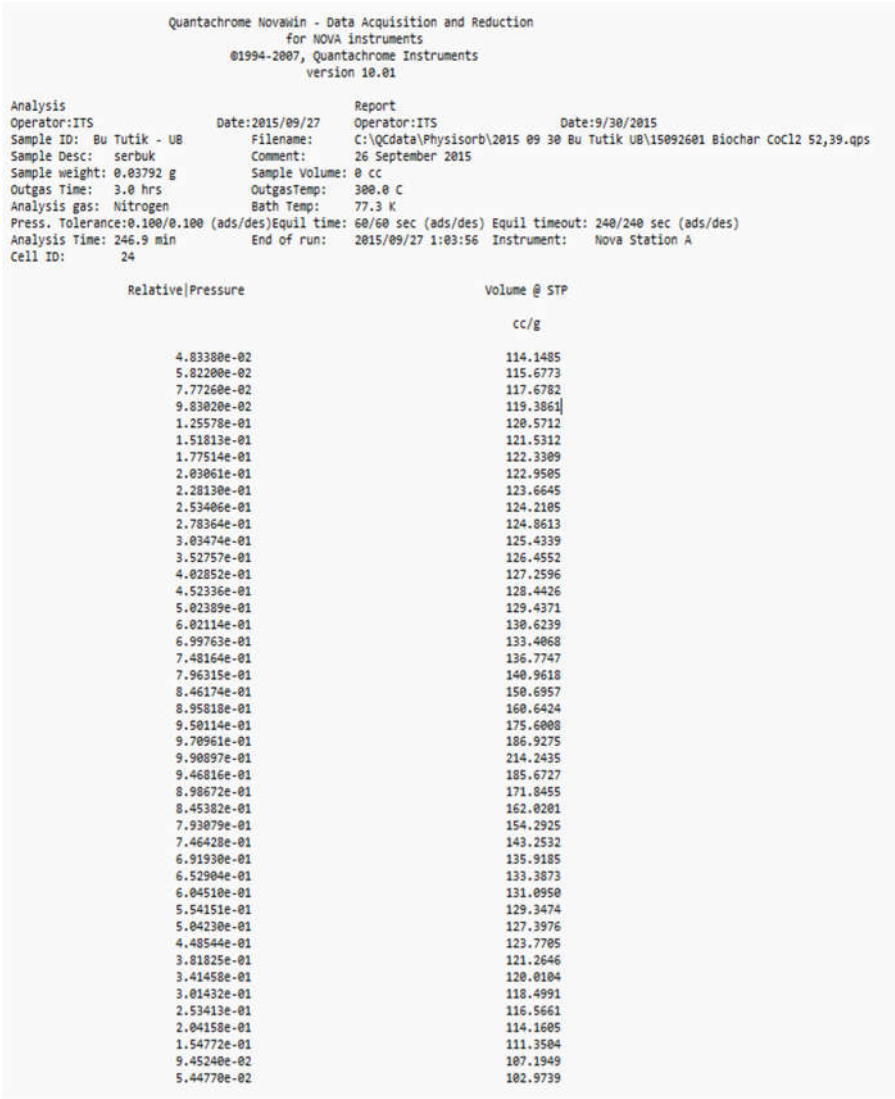 Quantachrome NovaWin - Data Acquisition and Reduction
for NOVA instruments
©1994-2007, Quantachrome Instruments
version 10.01
Analysis Report
Operator:ITS Date:2015/09/27 Operator:ITS Date:9/30/2015
Sample ID: Bu Tutik - UB Filename: C:\QCdata\Physisorb\2015 09 30 Bu Tutik UB\15092601 Biochar CoCl2 52,39.qps
Sample Desc: serbuk Comment: 26 September 2015
Sample weight: 0.03792 g Sample Volume: 0 cc
Outgas Time: 3.0 hrs OutgasTemp: 300.0 C
Analysis gas: Nitrogen Bath Temp: 77.3 K
Press. Tolerance:0.100/0.100 (ads/des)Equil time: 60/60 sec (ads/des) Equil timeout: 240/240 sec (ads/des)
Analysis Time: 246.9 min End of run: 2015/09/27 1:03:56 Instrument: Nova Station A
Cell ID: 24
Relative|Pressure Volume @ STP
cc/g
4.83380e-02 114.1485
5.82200e-02 115.6773
7.77260e-02 117.6782
9.83020e-02 119.3861
1.25578e-01 120.5712
1.51813e-01 121.5312
1.77514e-01 122.3309
2.03061e-01 122.9505
2.28130e-01 123.6645
2.53406e-01 124.2105
2.78364e-01 124.8613
3.03474e-01 125.4339
3.52757e-01 126.4552
4.02852e-01 127.2596
4.52336e-01 128.4426
5.02389e-01 129.4371
6.02114e-01 130.6239
6.99763e-01 133.4068
7.48164e-01 136.7747
7.96315e-01 140.9618
8.46174e-01 150.6957
8.95818e-01 160.6424
9.50114e-01 175.6008
9.70961e-01 186.9275
9.90897e-01 214.2435
9.46816e-01 185.6727
8.98672e-01 171.8455
8.45382e-01 162.0201
7.93079e-01 154.2925
7.46428e-01 143.2532
6.91930e-01 135.9185
6.52904e-01 133.3873
6.04510e-01 131.0950
5.54151e-01 129.3474
5.04230e-01 127.3976
4.48544e-01 123.7705
3.81825e-01 121.2646
3.41458e-01 120.0104
3.01432e-01 118.4991
2.53413e-01 116.5661
2.04158e-01 114.1605
1.54772e-01 111.3504
9.45240e-02 107.1949
5.44770e-02 102.9739